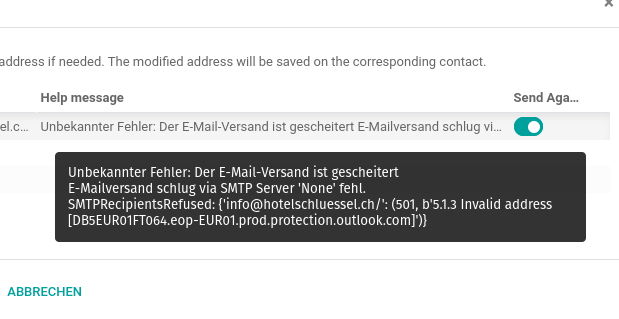 ×
address if needed. The modified address will be saved on the corresponding contact.
Help message Send Aga...
el.c... Unbekannter Fehler: Der E-Mail-Versand ist gescheitert E-Mailversand schlug vi...
Unbekannter Fehler: Der E-Mail-Versand ist gescheitert
E-Mailversand schlug via SMTP Server 'None' fehl.
SMTPRecipientsRefused: {'info@hotelschluessel.ch/': (501, b'5.1.3 Invalid address
[DB5EUR01FT064.eop-EUR01.prod.protection.outlook.com]')}
ABBRECHEN